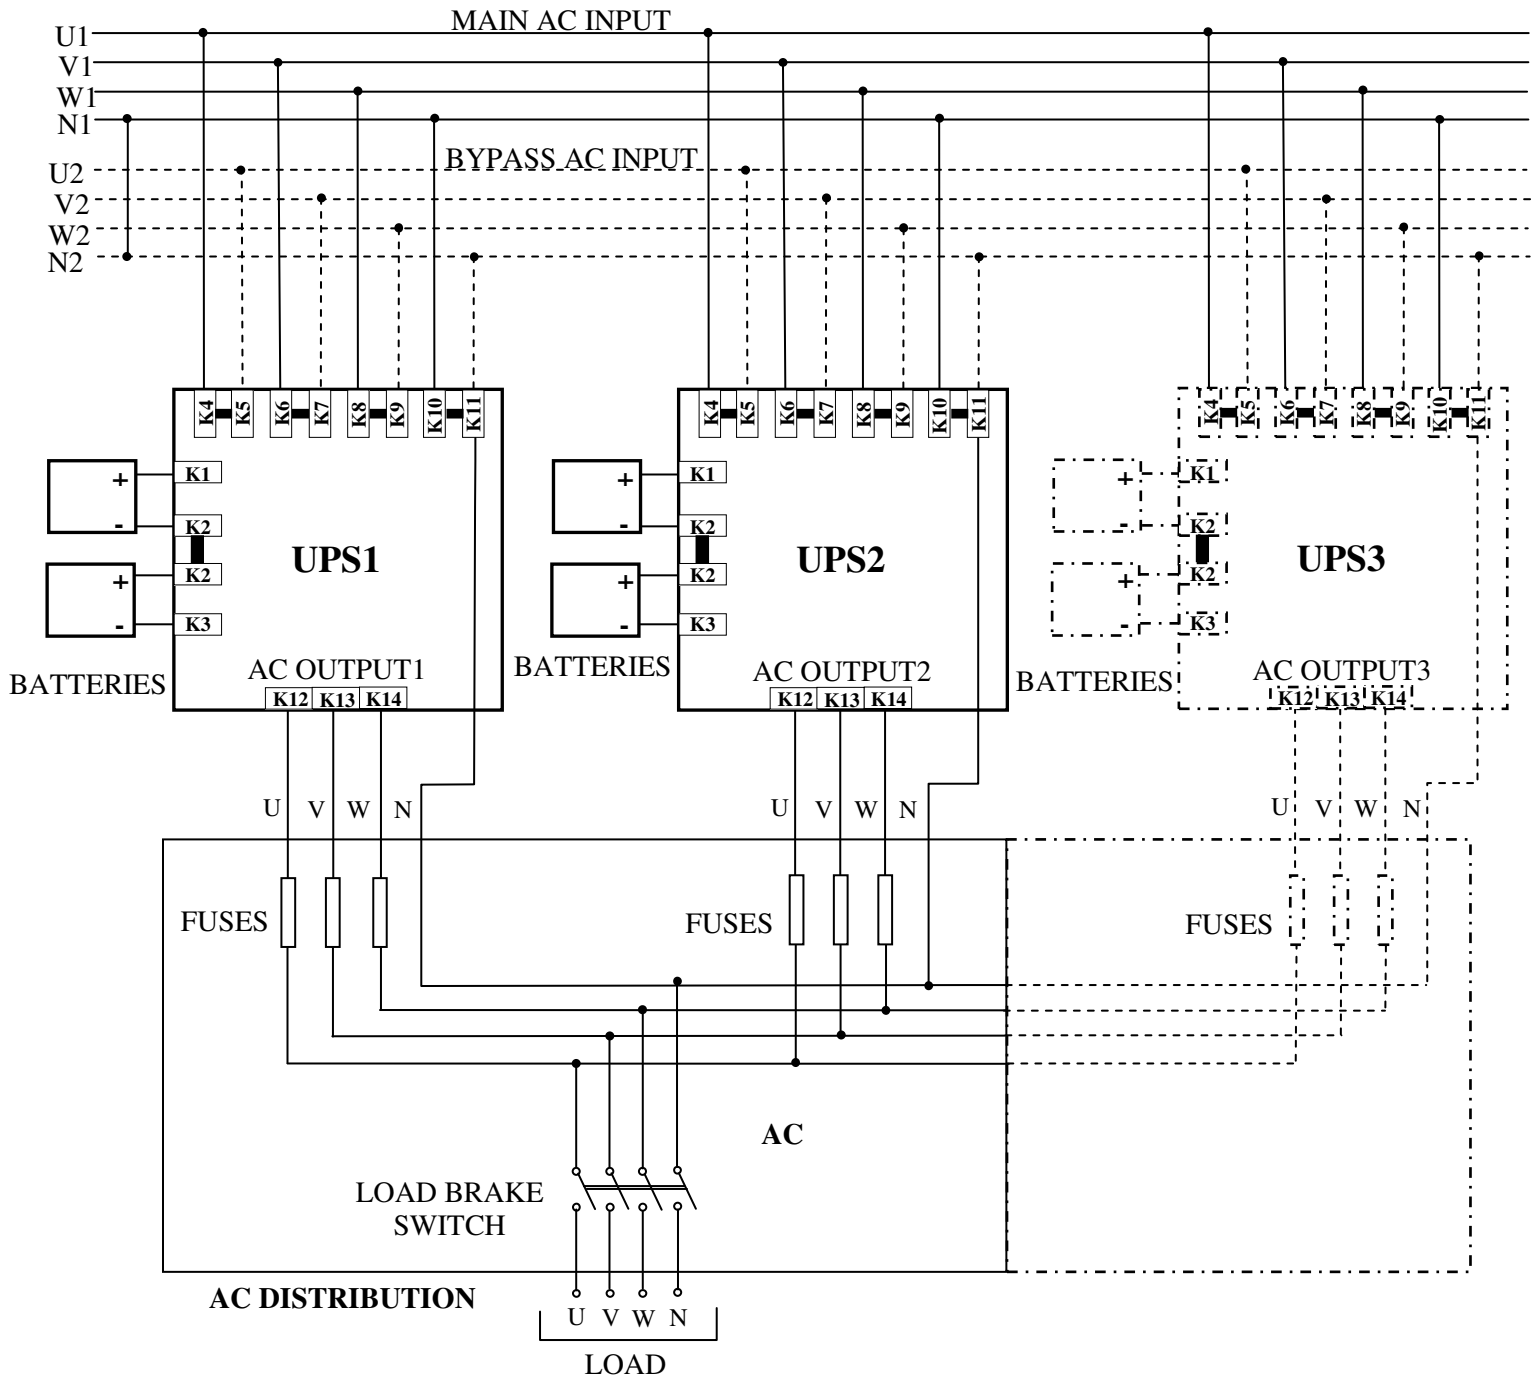 MAIN AC INPUT
U1
V1
W1
N1
BYPASS AC INPUT
U2
V2
W2
N2
K4 K5 K6 K7 K8 K9 K10 K11
K4 K5 K6 K7 K8 K9 K10 K11
K4 K5 K6 K7 K8 K9 K10 K11
+ K1
- K2
+ K2
- K3
UPS1
BATTERIES
AC OUTPUT1
K12 K13 K14
+ K1
- K2
+ K2
- K3
UPS2
BATTERIES
AC OUTPUT2
K12 K13 K14
+ K1
- K2
+ K2
- K3
UPS3
BATTERIES
AC OUTPUT3
K12 K13 K14
U V W N
U V W N
U V W N
FUSES
FUSES
FUSES
AC
LOAD BRAKE
SWITCH
AC DISTRIBUTION
U V W N
LOAD